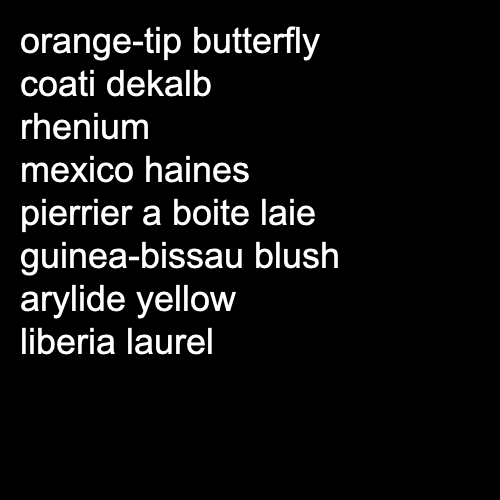 orange-tip butterfly
coati dekalb
rhenium
mexico haines
pierrier a boite laie
guinea-bissau blush
arylide yellow
liberia laurel